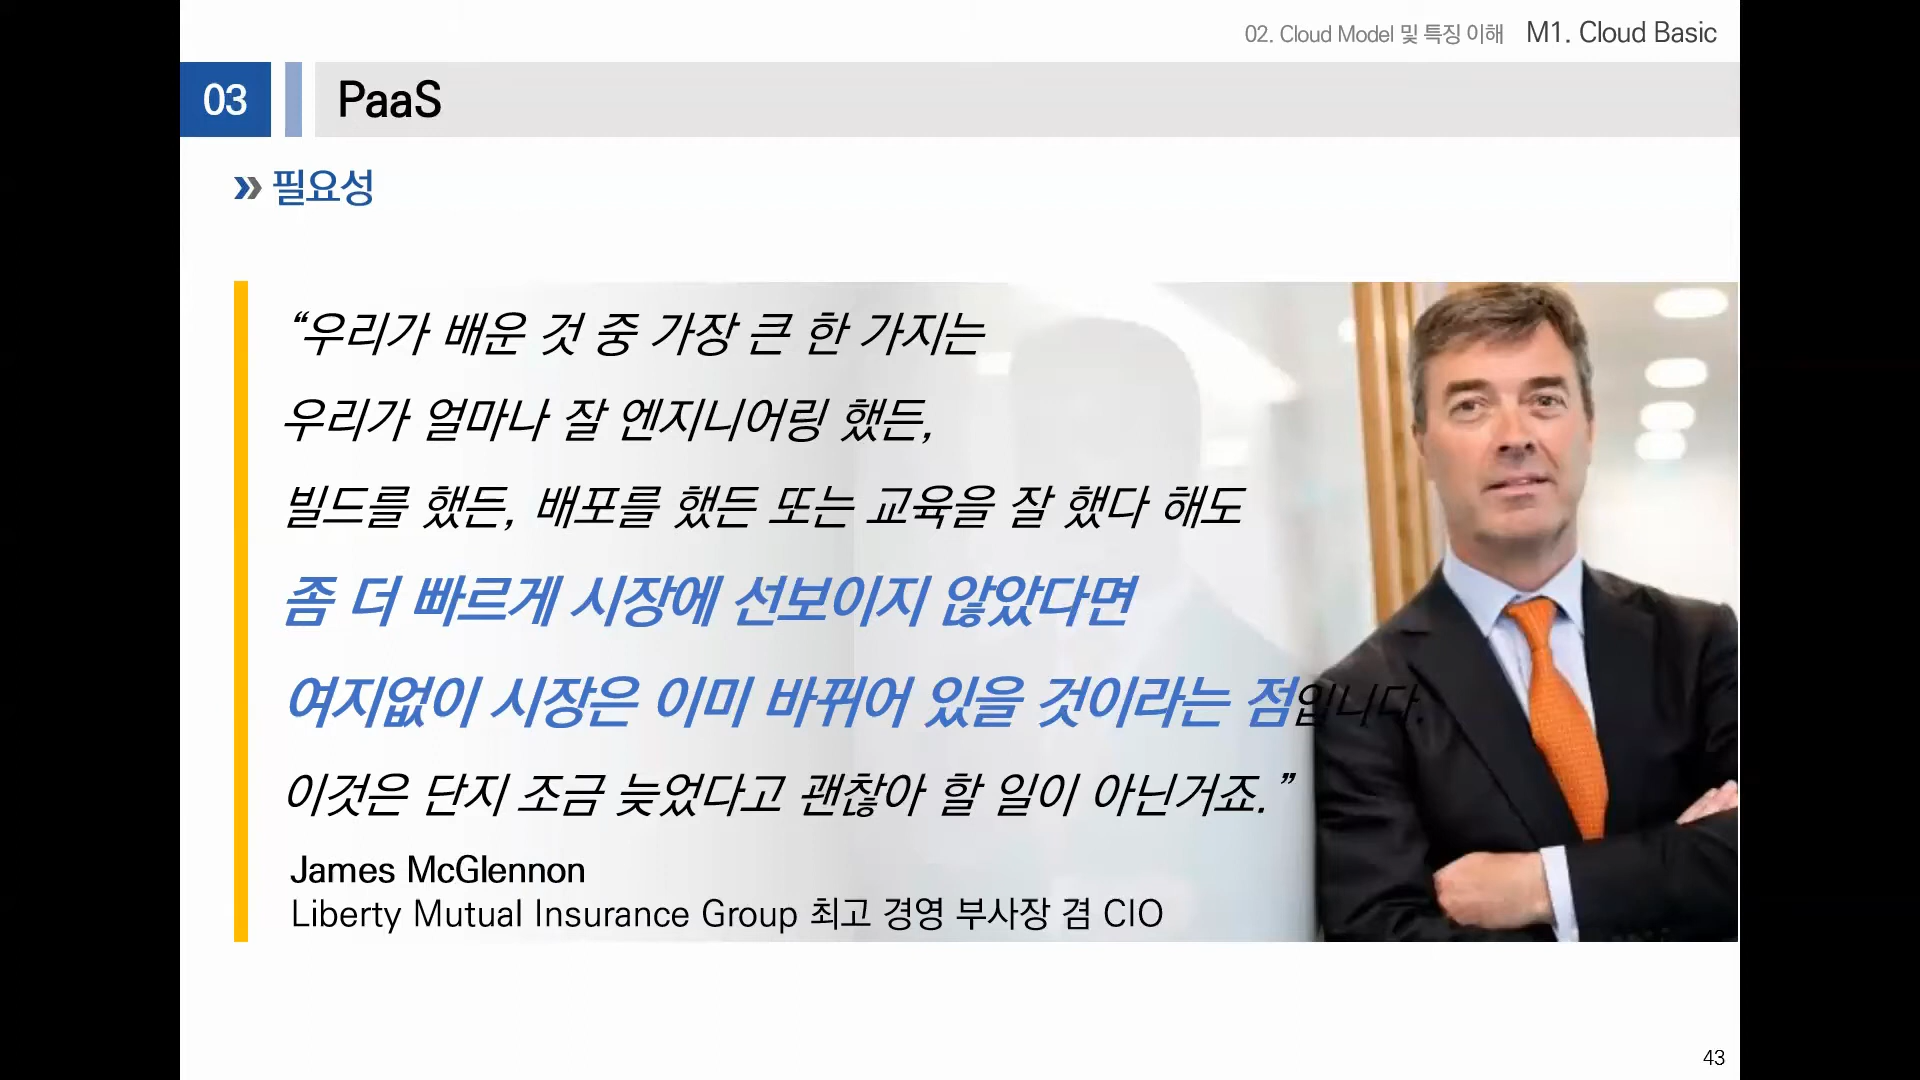 02. Cloud Model 및 특징 이해 M1. Cloud Basic
03 PaaS
필요성
“우리가 배운 것 중 가장 큰 한 가지는
우리가 얼마나 잘 엔지니어링 했든,
빌드를 했든, 배포를 했든 또는 교육을 잘 했다 해도
좀 더 빠르게 시장에 선보이지 않았다면
여지없이 시장은 이미 바뀌어 있을 것이라는 점입니다.
이것은 단지 조금 늦었다고 괜찮아 할 일이 아닌거죠.”
James McGlennon
Liberty Mutual Insurance Group 최고 경영 부사장 겸 CIO
43